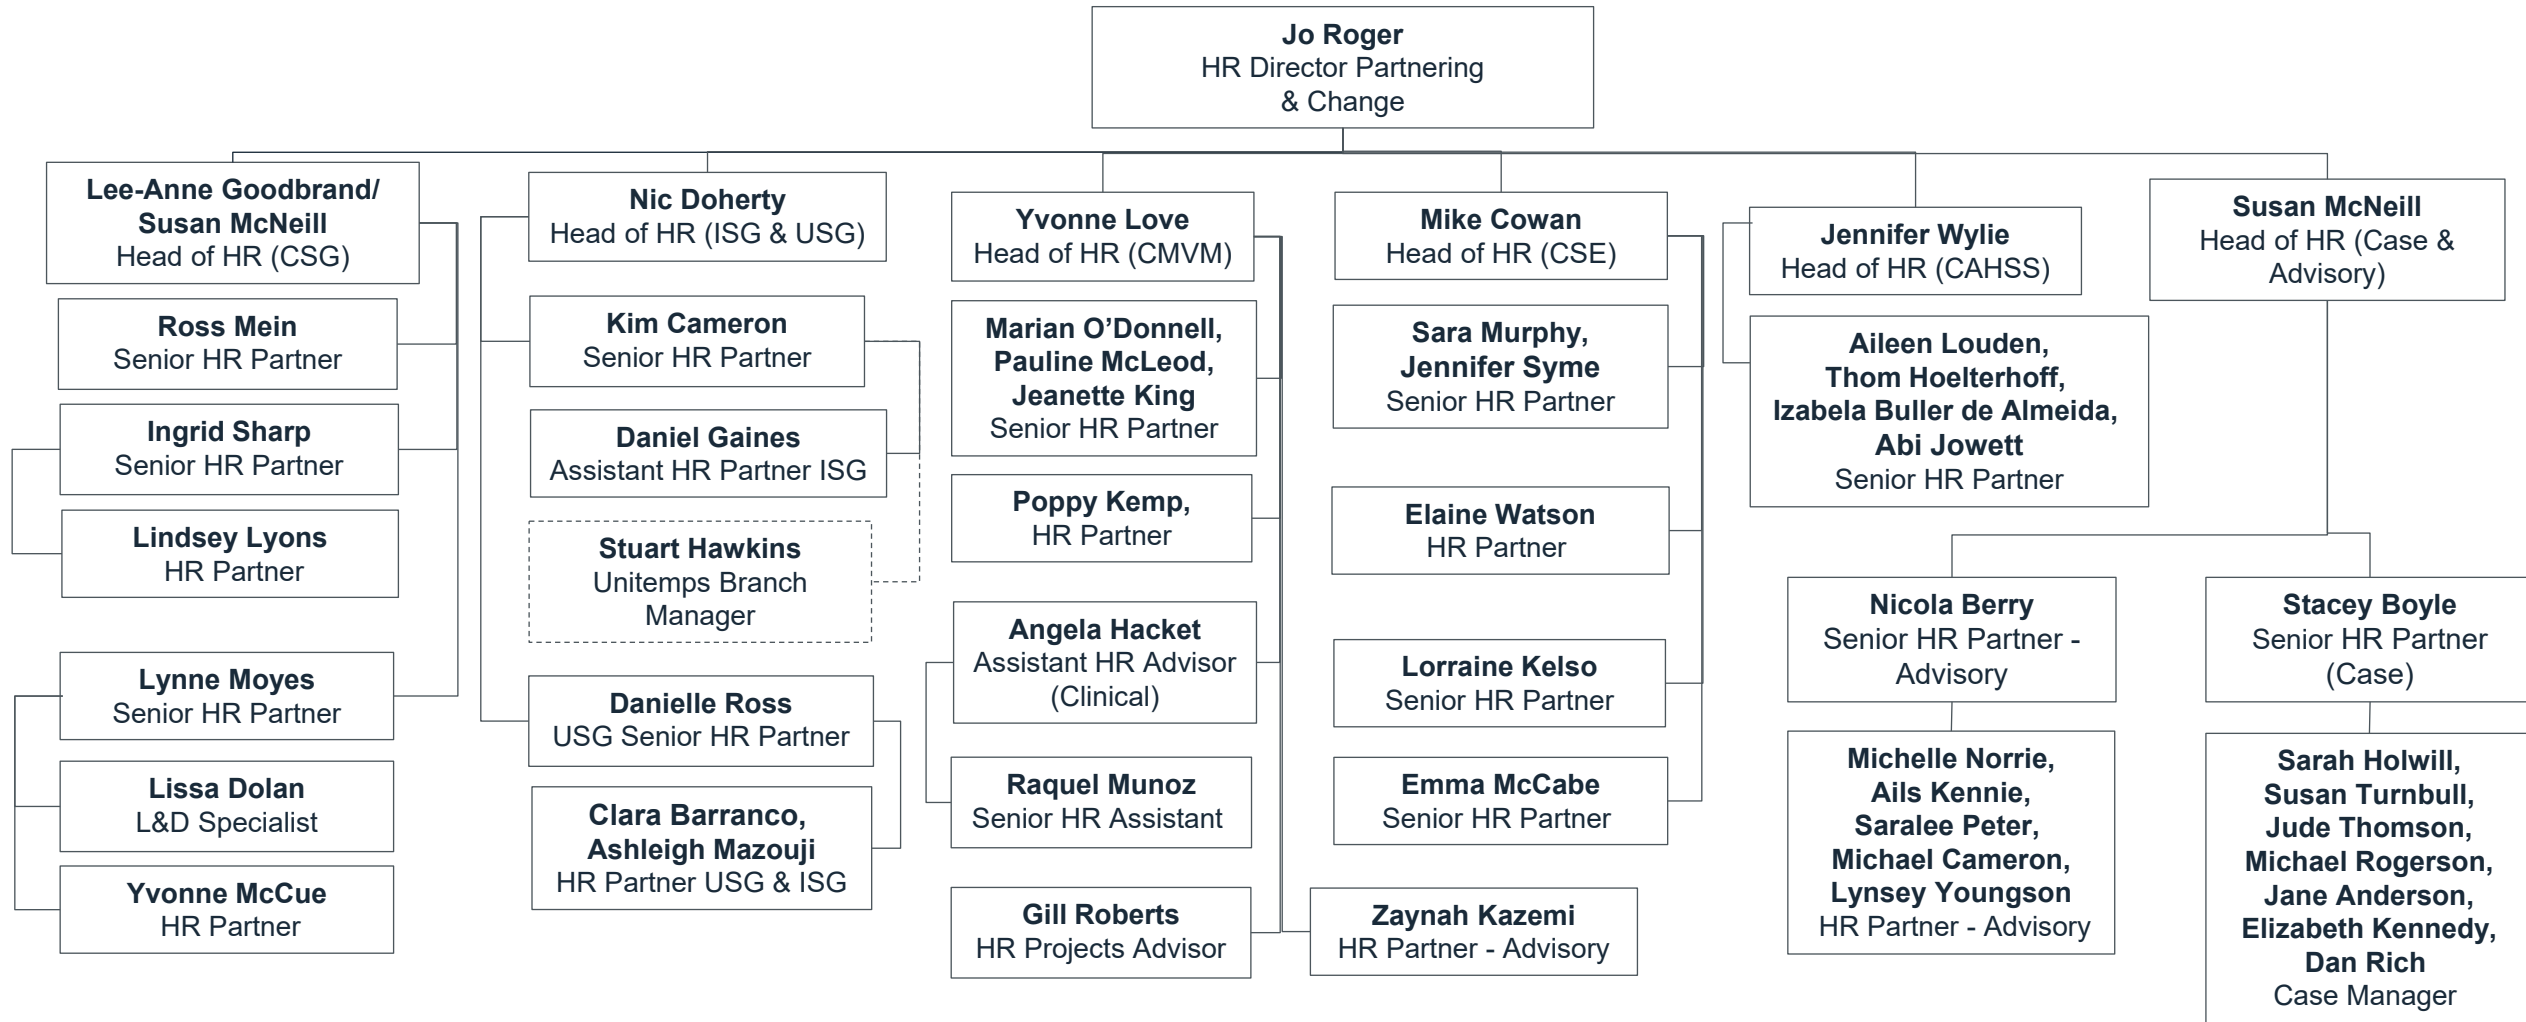 Jo Roger
HR Director Partnering
& Change
Lee-Anne Goodbrand/
Susan McNeill
Head of HR (CSG)
Ross Mein
Senior HR Partner
Ingrid Sharp
Senior HR Partner
Lindsey Lyons
HR Partner
Lynne Moyes
Senior HR Partner
Lissa Dolan
L&D Specialist
Yvonne McCue
HR Partner
Nic Doherty
Head of HR (ISG & USG)
Kim Cameron
Senior HR Partner
Daniel Gaines
Assistant HR Partner ISG
Stuart Hawkins
Unitemps Branch
Manager
Danielle Ross
USG Senior HR Partner
Clara Barranco,
Ashleigh Mazouji
HR Partner USG & ISG
Yvonne Love
Head of HR (CMVM)
Marian O’Donnell,
Pauline McLeod,
Jeanette King
Senior HR Partner
Poppy Kemp,
HR Partner
Angela Hacket
Assistant HR Advisor
(Clinical)
Raquel Munoz
Senior HR Assistant
Gill Roberts
HR Projects Advisor
Zaynah Kazemi
HR Partner - Advisory
Mike Cowan
Head of HR (CSE)
Sara Murphy,
Jennifer Syme
Senior HR Partner
Elaine Watson
HR Partner
Lorraine Kelso
Senior HR Partner
Emma McCabe
Senior HR Partner
Jennifer Wylie
Head of HR (CAHSS)
Aileen Louden,
Thom Hoelterhoff,
Izabela Buller de Almeida,
Abi Jowett
Senior HR Partner
Susan McNeill
Head of HR (Case &
Advisory)
Nicola Berry
Senior HR Partner -
Advisory
Michelle Norrie,
Ails Kennie,
Saralee Peter,
Michael Cameron,
Lynsey Youngson
HR Partner - Advisory
Stacey Boyle
Senior HR Partner
(Case)
Sarah Holwill,
Susan Turnbull,
Jude Thomson,
Michael Rogerson,
Jane Anderson,
Elizabeth Kennedy,
Dan Rich
Case Manager